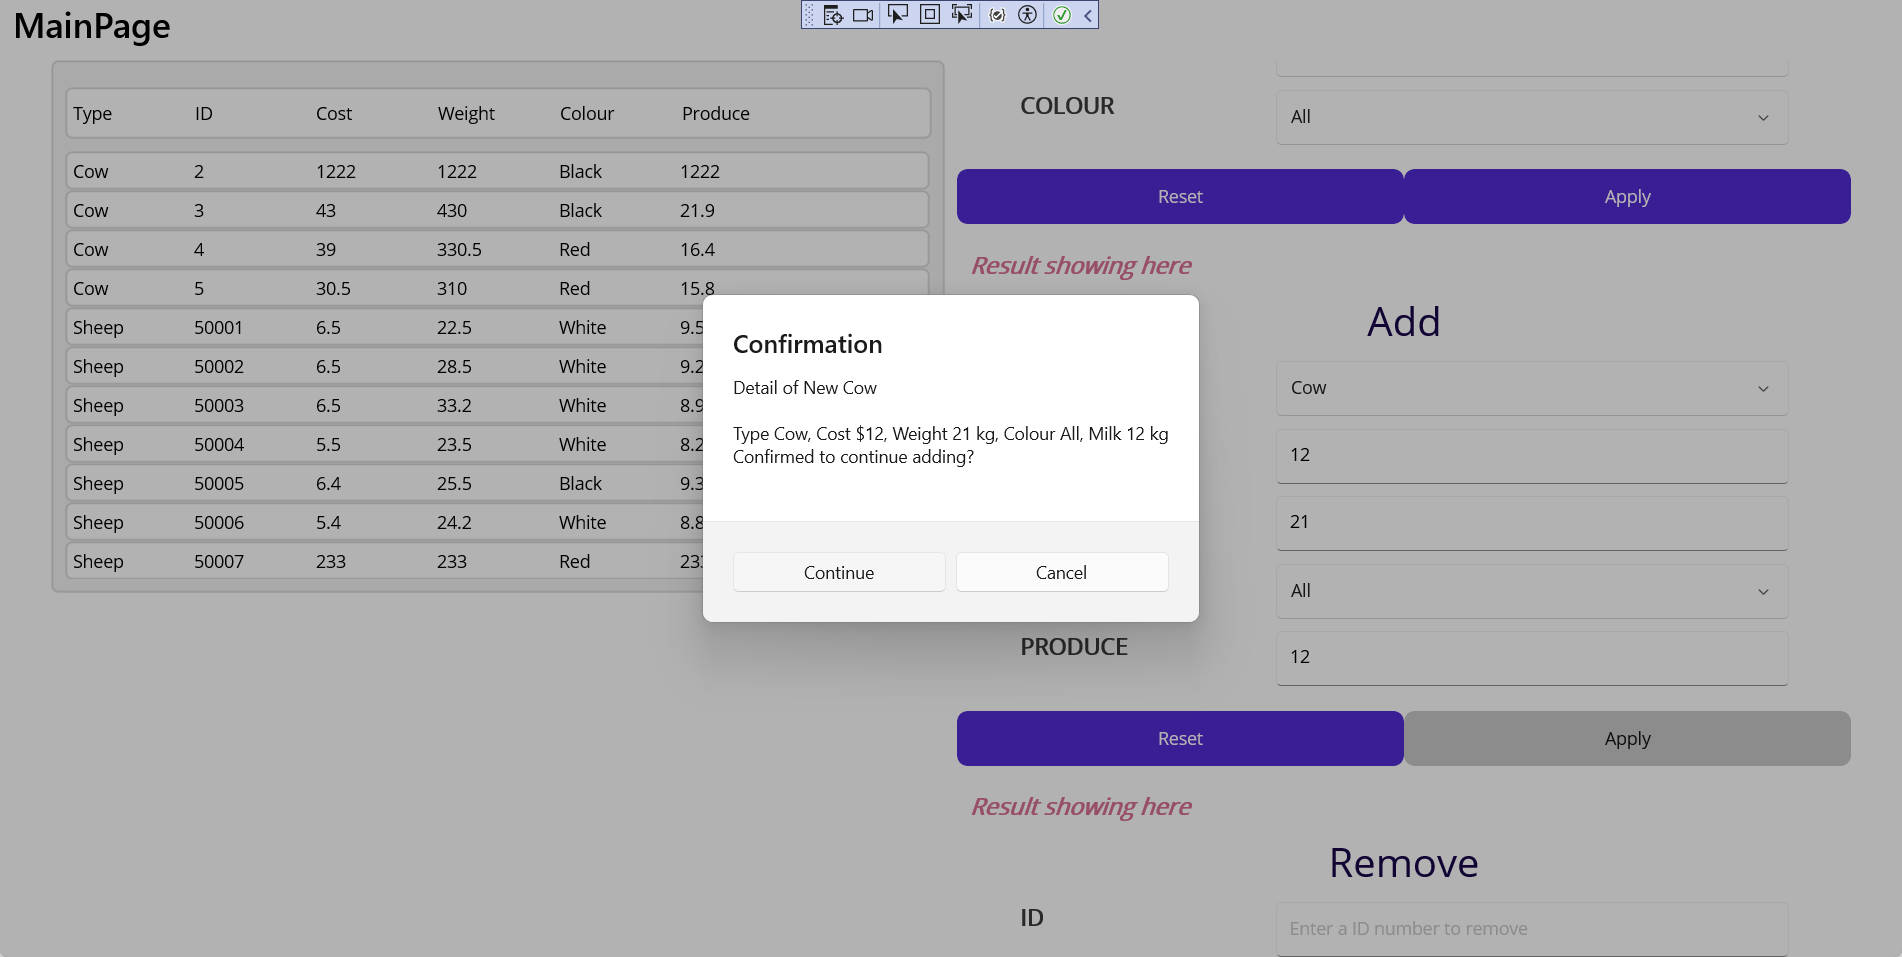 MainPage
Type ID Cost Weight Colour Produce
Cow 2 1222 1222 Black 1222
Cow 3 43 430 Black 21.9
Cow 4 39 330.5 Red 16.4
Cow 5 30.5 310 Red 15.8
Sheep 50001 6.5 22.5 White 9.5
Sheep 50002 6.5 28.5 White 9.2
Sheep 50003 6.5 33.2 White 8.9
Sheep 50004 5.5 23.5 White 8.2
Sheep 50005 6.4 25.5 Black 9.3
Sheep 50006 5.4 24.2 White 8.8
Sheep 50007 233 233 Red 233
COLOUR All
Reset Apply
Result showing here
Confirmation
Detail of New Cow
Type Cow, Cost $12, Weight 21 kg, Colour All, Milk 12 kg
Confirmed to continue adding?
Continue Cancel
Add
Cow
12
21
All
PRODUCE 12
Reset Apply
Result showing here
Remove
ID Enter a ID number to remove